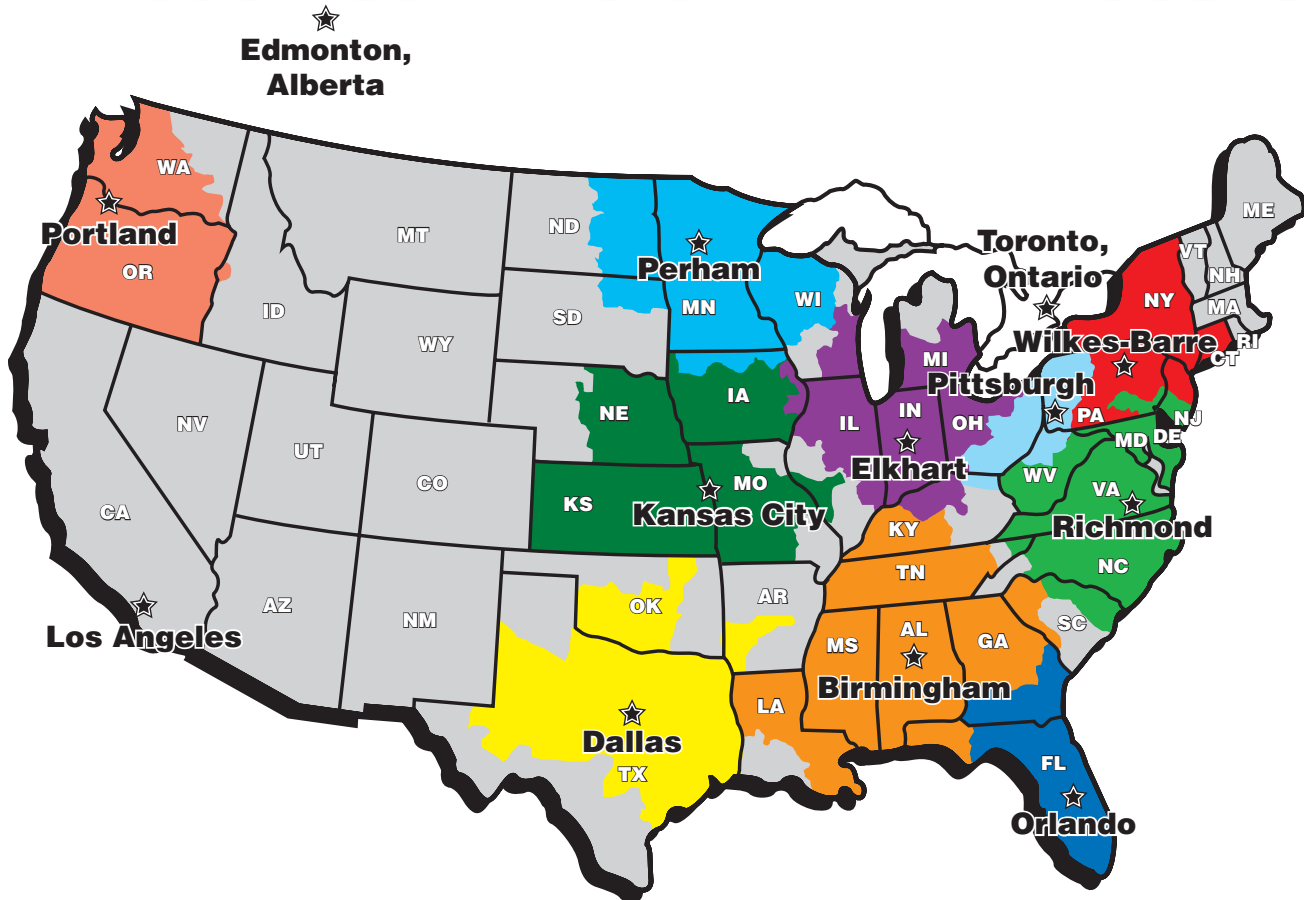 Edmonton,
Alberta
WA
Portland
OR
MT
ID
WY
NV
UT
CO
CA
AZ
NM
Los Angeles
ND
SD
Perham
MN
WI
NE
IA
KS
MO
Kansas City
OK
AR
Dallas
TX
LA
MI
IL
IN
OH
Elkhart
KY
TN
MS
AL
GA
Birmingham
SC
NC
FL
Orlando
Toronto,
Ontario
Wilkes-Barre
Pittsburgh
PA
NY
VT
NH
ME
MA
RI
CT
NJ
MD
DE
WV
VA
Richmond